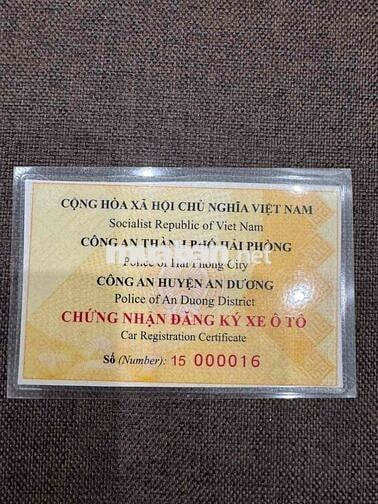 CỘNG HÒA XÃ HỘI CHỦ NGHĨA VIỆT NAM
Socialist Republic of Viet Nam
CÔNG AN THÀNH PHỐ HẢI PHÒNG
Police of Hai Phong City
CÔNG AN HUYỆN AN DƯƠNG
Police of An Duong District
CHỨNG NHẬN ĐĂNG KÝ XE Ô TÔ
Car Registration Certificate
Số (Number): 15 000016